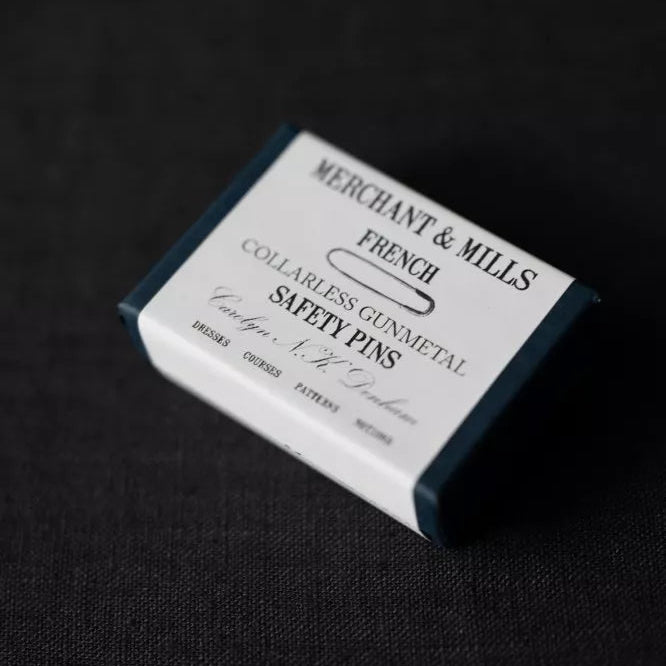 MERCHANT & MILLS
FRENCH
COLLARLESS GUNMETAL
SAFETY PINS
Carolyn N.K. Denham
DRESSES COURSES PATTERNS NOTIONS